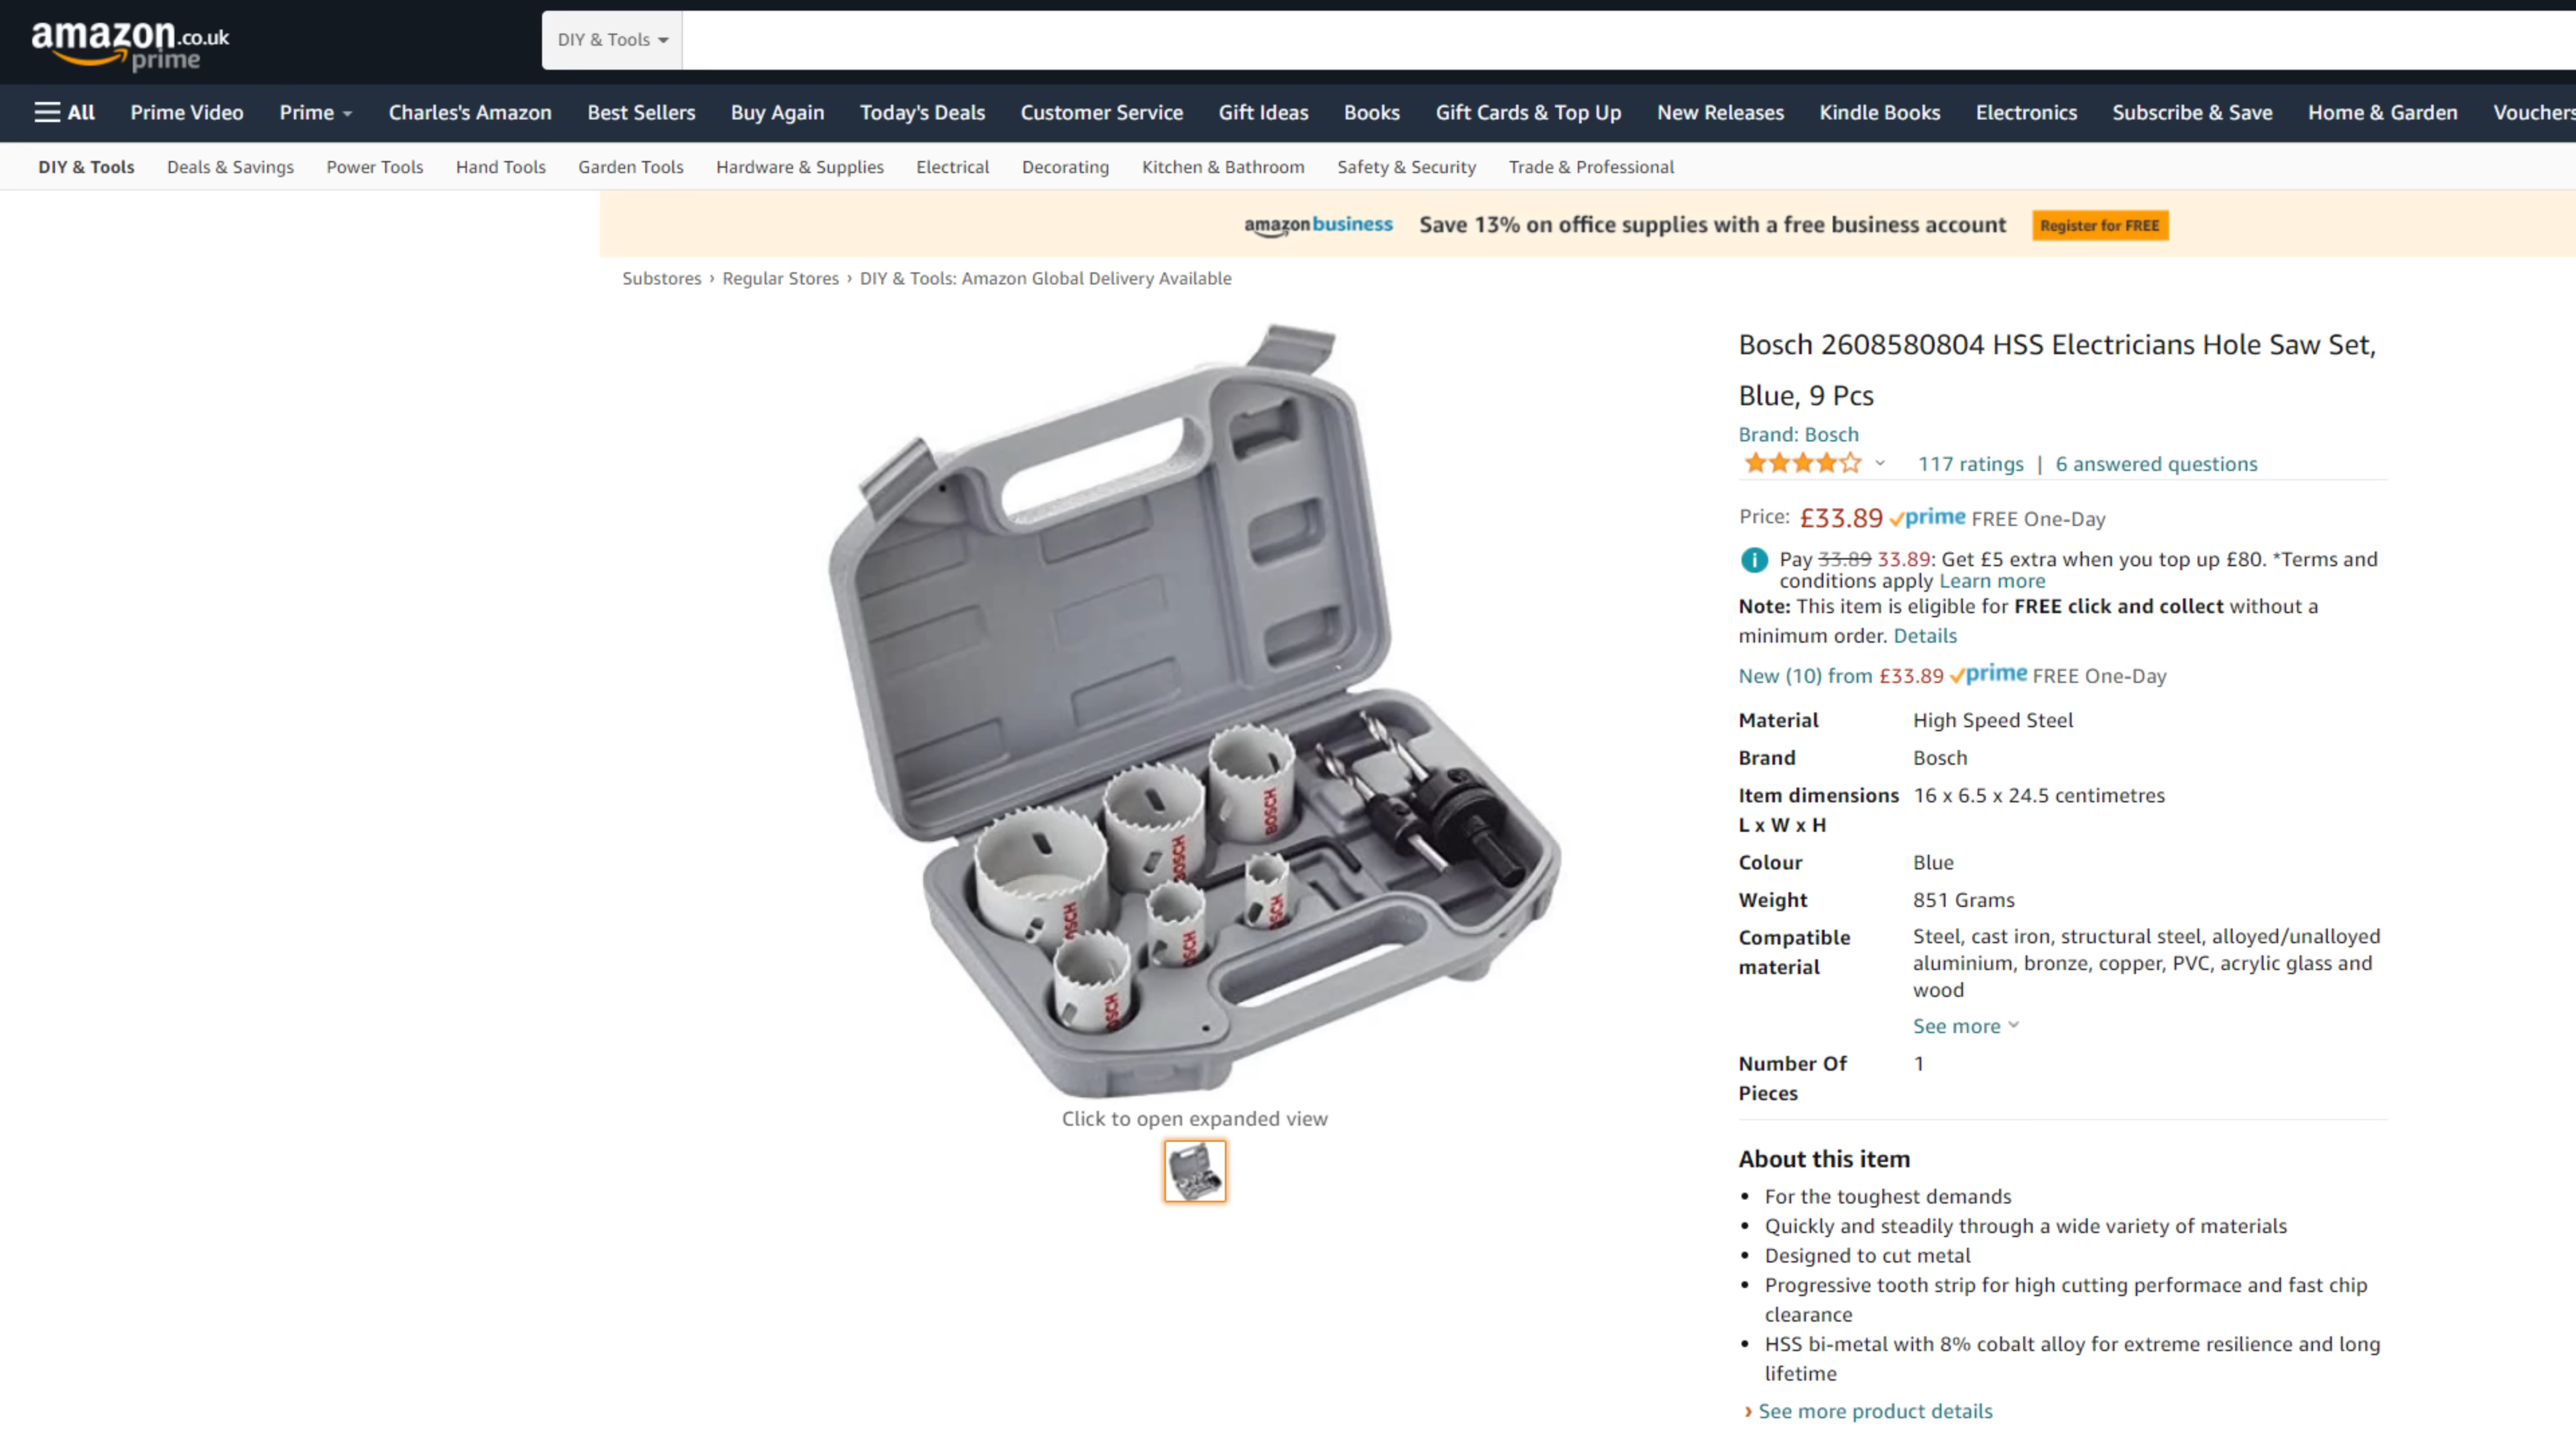 amazon.co.uk
prime
DIY & Tools
All Prime Video Prime Charles's Amazon Best Sellers Buy Again Today's Deals Customer Service Gift Ideas Books Gift Cards & Top Up New Releases Kindle Books Electronics Subscribe & Save Home & Garden Vouchers
DIY & Tools Deals & Savings Power Tools Hand Tools Garden Tools Hardware & Supplies Electrical Decorating Kitchen & Bathroom Safety & Security Trade & Professional
amazon business Save 13% on office supplies with a free business account Register for FREE
Substores › Regular Stores › DIY & Tools: Amazon Global Delivery Available
BOSCH
BOSCH
OSCH
SCH
OSCH
OSCH
Click to open expanded view
Bosch 2608580804 HSS Electricians Hole Saw Set,
Blue, 9 Pcs
Brand: Bosch
117 ratings | 6 answered questions
Price: £33.89 prime FREE One-Day
i Pay 33.89 33.89: Get £5 extra when you top up £80. *Terms and
conditions apply Learn more
Note: This item is eligible for FREE click and collect without a
minimum order. Details
New (10) from £33.89 prime FREE One-Day
Material High Speed Steel
Brand Bosch
Item dimensions 16 x 6.5 x 24.5 centimetres
L x W x H
Colour Blue
Weight 851 Grams
Compatible Steel, cast iron, structural steel, alloyed/unalloyed
material aluminium, bronze, copper, PVC, acrylic glass and
wood
See more
Number Of 1
Pieces
About this item
• For the toughest demands
• Quickly and steadily through a wide variety of materials
• Designed to cut metal
• Progressive tooth strip for high cutting performace and fast chip
clearance
• HSS bi-metal with 8% cobalt alloy for extreme resilience and long
lifetime
› See more product details